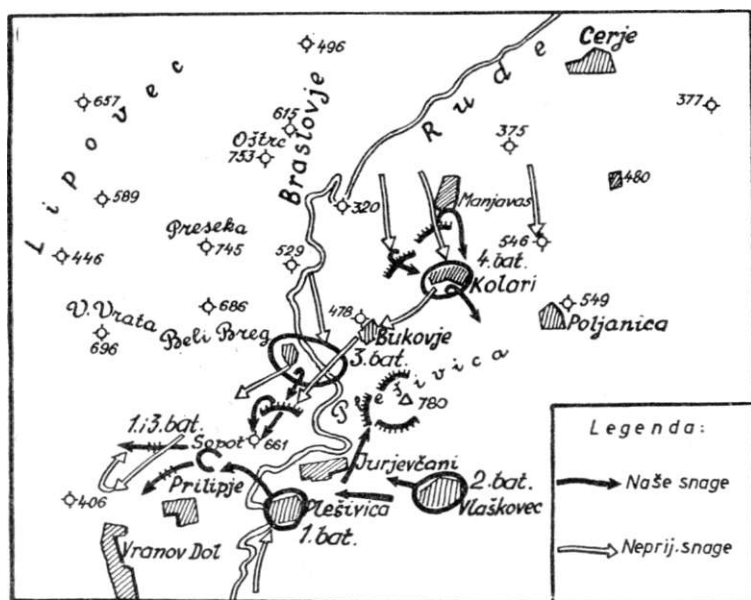 496
Cerje
657
Lipovec
615
Oštrc
753
Braslovje
Rude
375
377
589
320
Manjavas
480
Preseka
745
446
529
546
4. bat.
Kolari
V. Vrata
696
686
Beli Breg
478
Bukovje
3. bat.
549
Poljanica
Plešivica
780
1. i 3. bat.
Sopot
661
Jurjevčani
406
Prilipje
Plešivica
1. bat.
2. bat.
Vlaškovec
Vranov Dol
Legenda:
Naše snage
Neprij. snage